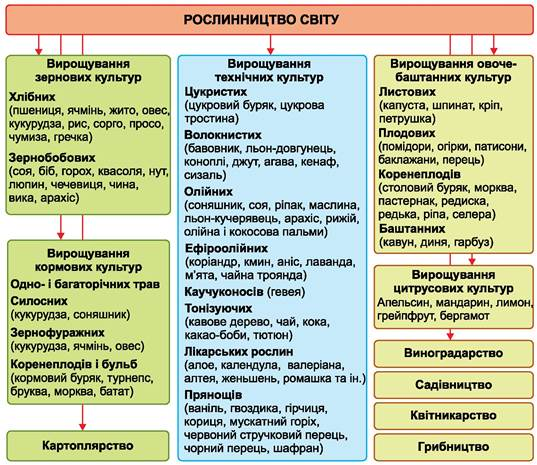 РОСЛИННИЦТВО СВІТУ
Вирощування
зернових культур
Хлібних
(пшениця, ячмінь, жито, овес,
кукурудза, рис, сорго, просо,
чумиза, гречка)
Зернобобових
(соя, біб, горох, квасоля, нут,
люпин, чечевиця, чина,
вика, арахіс)
Вирощування
кормових культур
Одно- і багаторічних трав
Силосних
(кукурудза, соняшник)
Зернофуражних
(кукурудза, ячмінь, овес)
Коренеплодів і бульб
(кормовий буряк, турнепс,
бруква, морква, батат)
Картоплярство
Вирощування
технічних культур
Цукристих
(цукровий буряк, цукрова
тростина)
Волокнистих
(бавовник, льон-довгунець,
коноплі, джут, агава, кенаф,
сизаль)
Олійних
(соняшник, соя, ріпак, маслина,
льон-кучерявець, арахіс, рижій,
олійна і кокосова пальми)
Ефіроолійних
(коріандр, кмин, аніс, лаванда,
м'ята, чайна троянда)
Каучуконосів (гевея)
Тонізуючих
(кавове дерево, чай, кока,
какао-боби, тютюн)
Лікарських рослин
(алое, календула, валеріана,
алтея, женьшень, ромашка та ін.)
Прянощів
(ваніль, гвоздика, гірчиця,
кориця, мускатний горіх,
червоний стручковий перець,
чорний перець, шафран)
Вирощування овоче-
баштанних культур
Листових
(капуста, шпинат, кріп,
петрушка)
Плодових
(помідори, огірки, патисони,
баклажани, перець)
Коренеплодів
(столовий буряк, морква,
пастернак, редиска,
редька, ріпа, селера)
Баштанних
(кавун, диня, гарбуз)
Вирощування
цитрусових культур
Апельсин, мандарин, лимон,
грейпфрут, бергамот
Виноградарство
Садівництво
Квітникарство
Грибництво